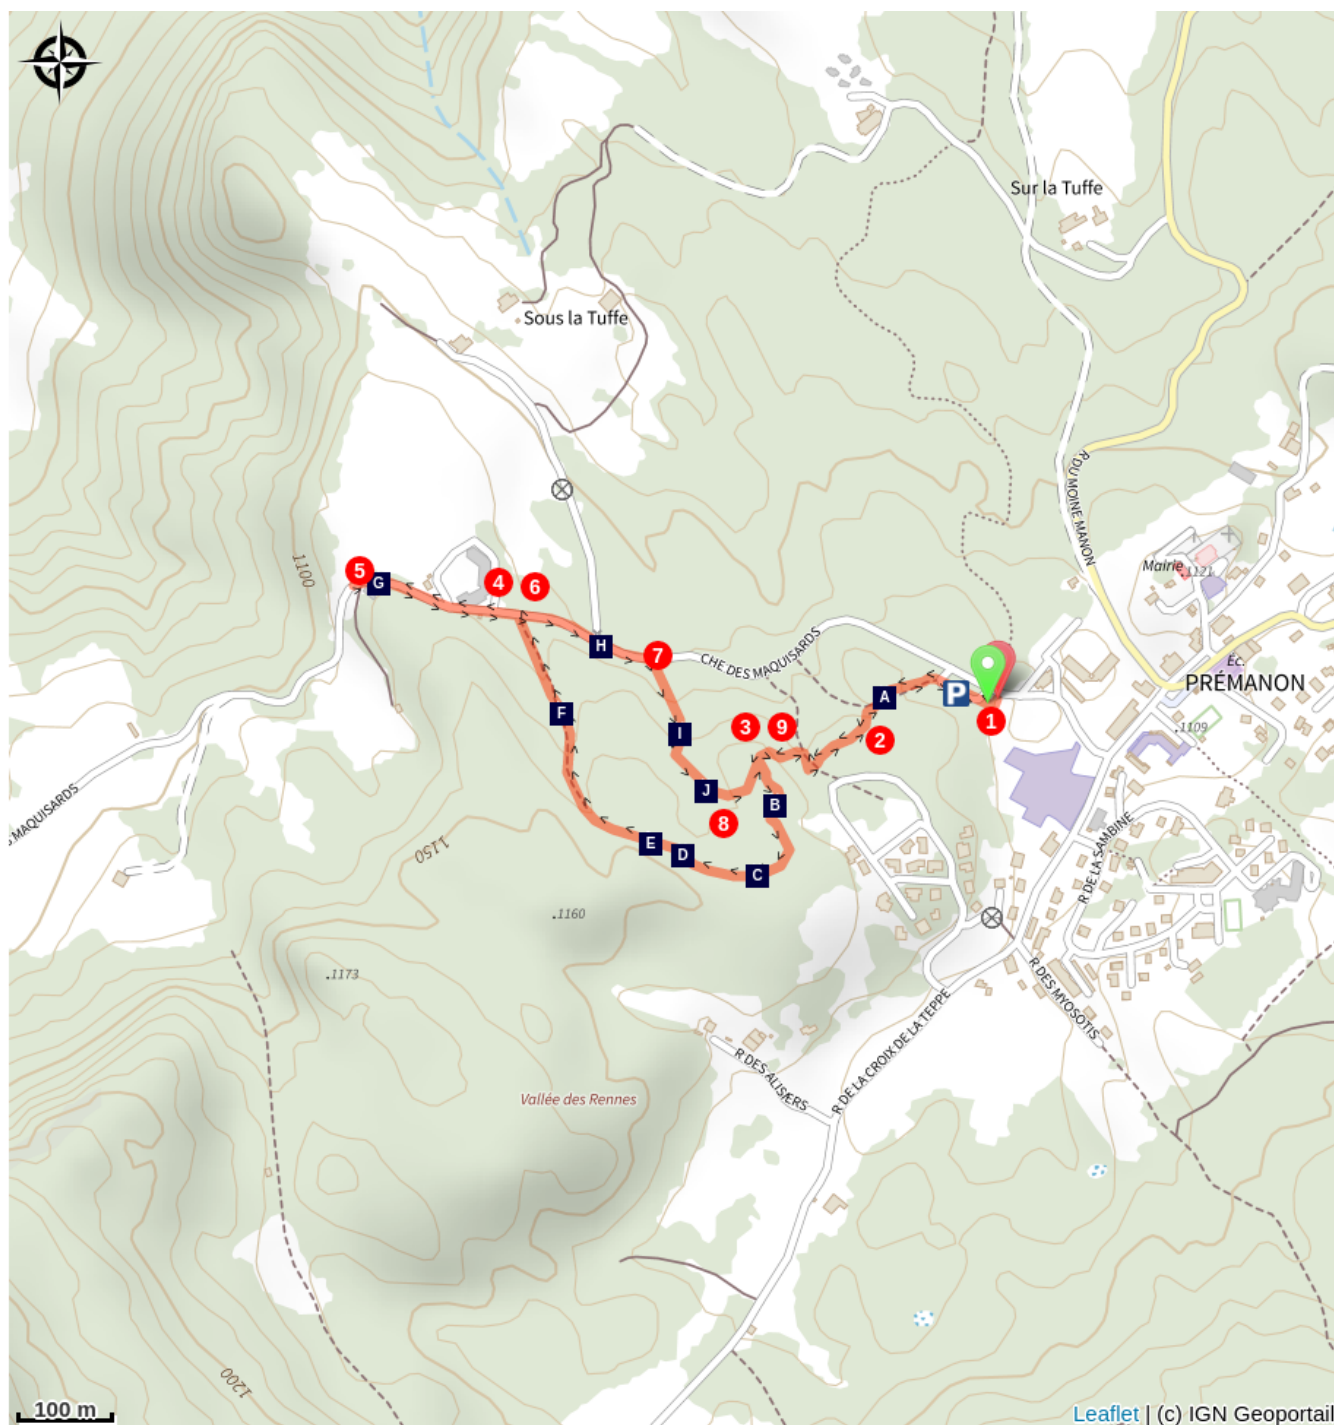 Sur la Tuffe
Sous la Tuffe
R DU MOINE MANON
1100
Mairie
1121
5
G
4
6
H
7
CHE DES MAQUISARDS
Éc.
PRÉMANON
A
P
1
F
I
3
9
2
1109
J
B
8
E
D
C
S MAQUISARDS
1150
R DE LA SAMBINE
1160
1173
R DES MYOSOTIS
R DE LA CROIX DE LA TEPPE
R DES ALISIERS
Vallée des Rennes
1200
100 m
Leaflet | (c) IGN Geoportail